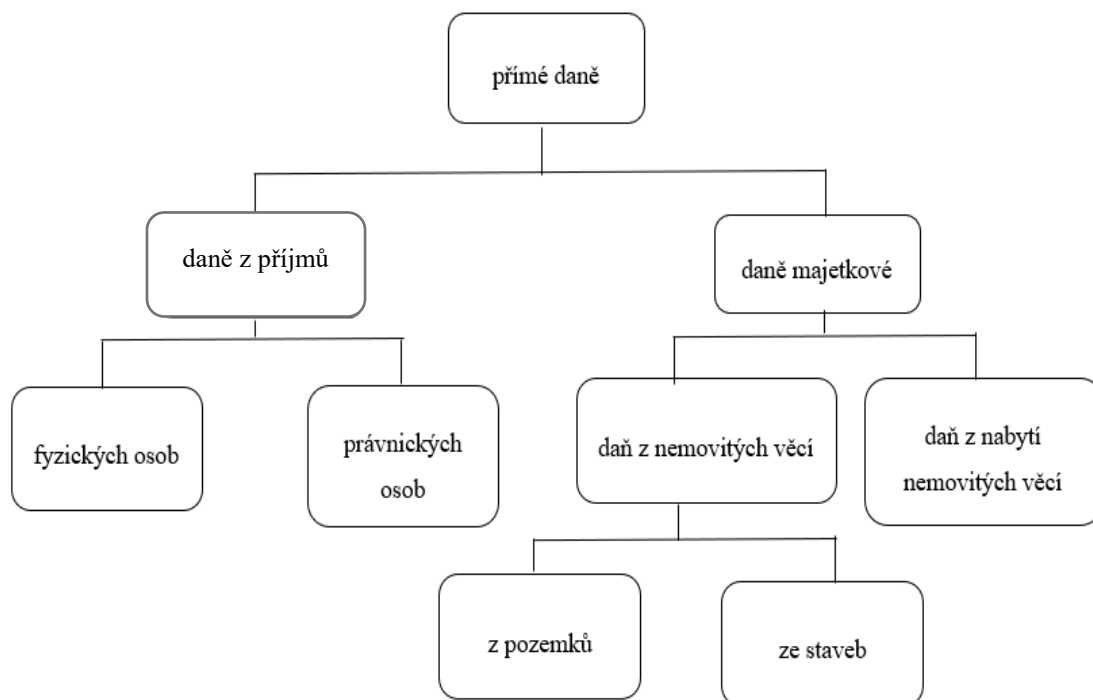 přímé daně
daně z příjmů
daně majetkové
fyzických osob
právnických
osob
daň z nemovitých věcí
daň z nabytí
nemovitých věcí
z pozemků
ze staveb